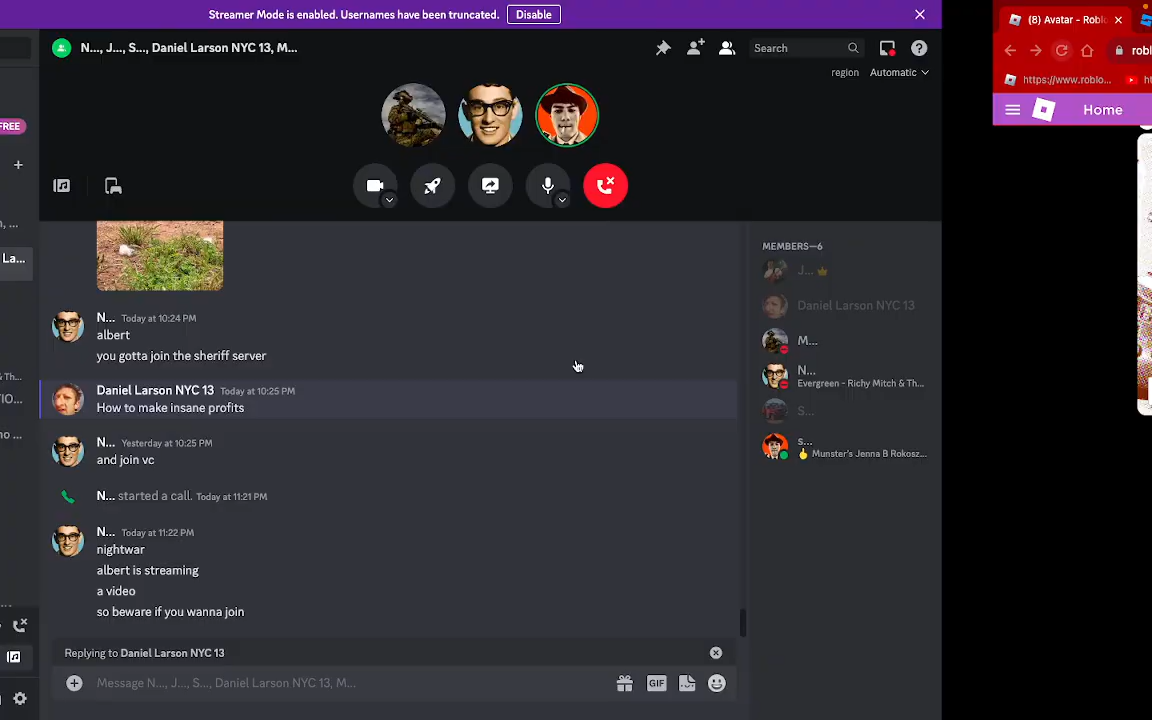 Streamer Mode is enabled. Usernames have been truncated.
Disable
(8) Avatar - Roblo
N..., J..., S..., Daniel Larson NYC 13, M...
Search
robl
region
Automatic
https://www.roblo...
Home
FREE
La...
MEMBERS—6
J...
Daniel Larson NYC 13
M...
N...
Evergreen - Richy Mitch & Th...
S...
s...
Munster's Jenna B Rokosz...
N... Today at 10:24 PM
albert
you gotta join the sheriff server
Daniel Larson NYC 13 Today at 10:25 PM
How to make insane profits
N... Yesterday at 10:25 PM
and join vc
N... started a call. Today at 11:21 PM
N... Today at 11:22 PM
nightwar
albert is streaming
a video
so beware if you wanna join
Replying to Daniel Larson NYC 13
Message N..., J..., S..., Daniel Larson NYC 13, M...
GIF